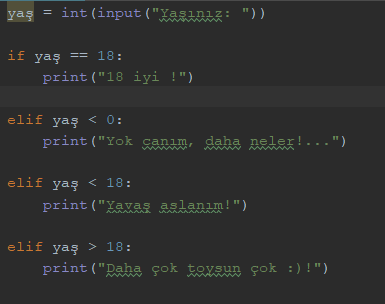 yaş = int(input("Yaşınız: "))
if yaş == 18:
print("18 iyi !")
elif yaş < 0:
print("Yok canım, daha neler!...")
elif yaş < 18:
print("Yavaş aslanım!")
elif yaş > 18:
print("Daha çok toysun çok :)!")